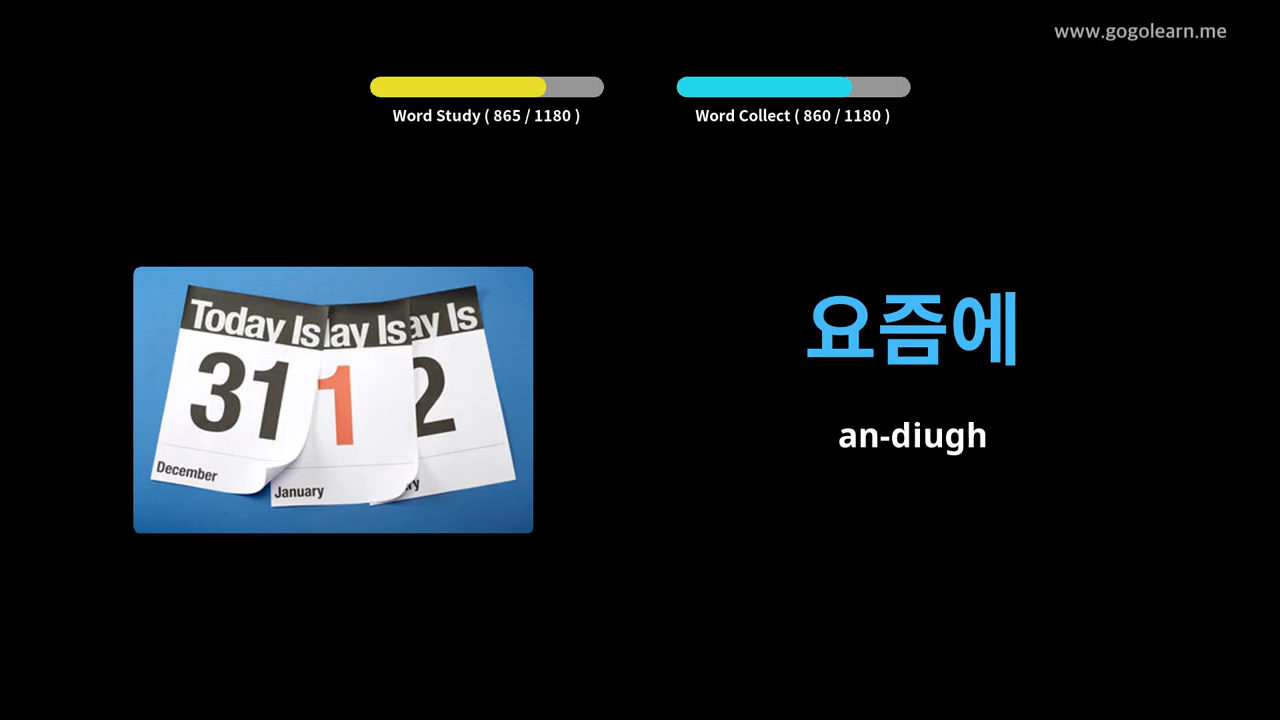 www.gogolearn.me
Word Study ( 865 / 1180 )
Word Collect ( 860 / 1180 )
Today Is
31
December
ay Is
1
January
ay Is
2
ry
요즘에
an-diugh